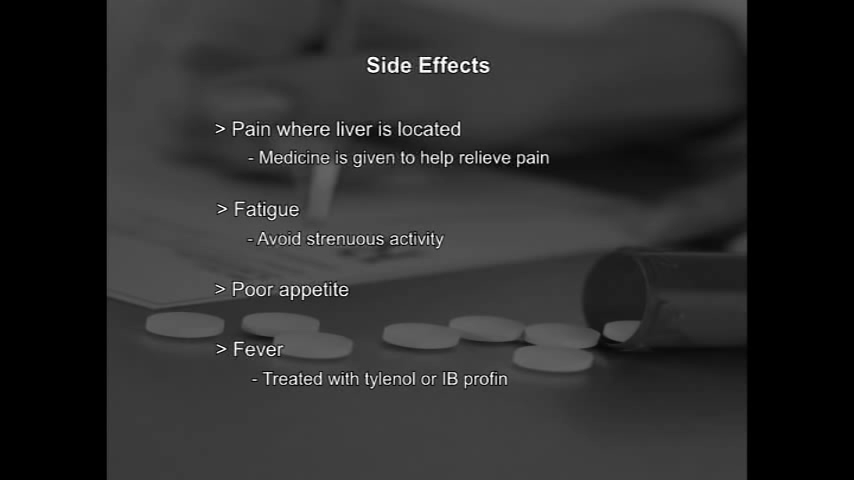 Side Effects
> Pain where liver is located
- Medicine is given to help relieve pain
> Fatigue
- Avoid strenuous activity
> Poor appetite
> Fever
- Treated with tylenol or IB profin